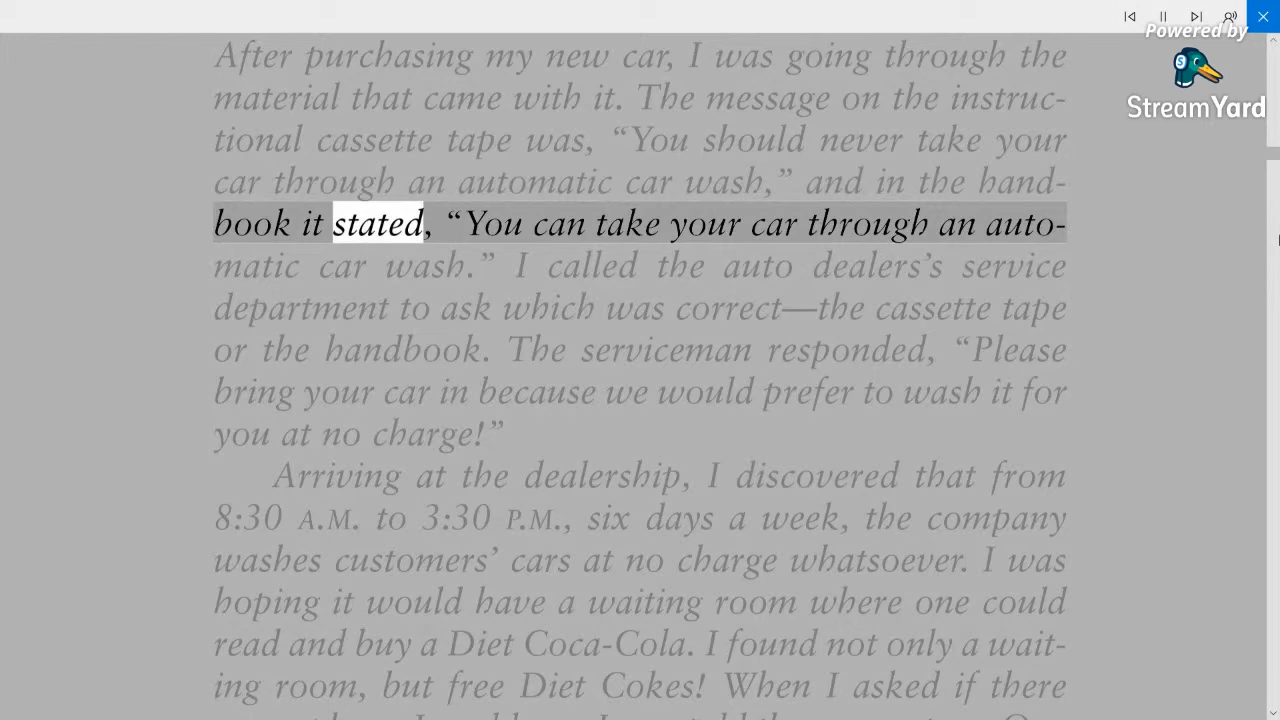 Powered by
StreamYard
After purchasing my new car, I was going through the
material that came with it. The message on the instruc-
tional cassette tape was, “You should never take your
car through an automatic car wash,” and in the hand-
book it stated, “You can take your car through an auto-
matic car wash.” I called the auto dealers’s service
department to ask which was correct—the cassette tape
or the handbook. The serviceman responded, “Please
bring your car in because we would prefer to wash it for
you at no charge!”
Arriving at the dealership, I discovered that from
8:30 A.M. to 3:30 P.M., six days a week, the company
washes customers’ cars at no charge whatsoever. I was
hoping it would have a waiting room where one could
read and buy a Diet Coca-Cola. I found not only a wait-
ing room, but free Diet Cokes! When I asked if there